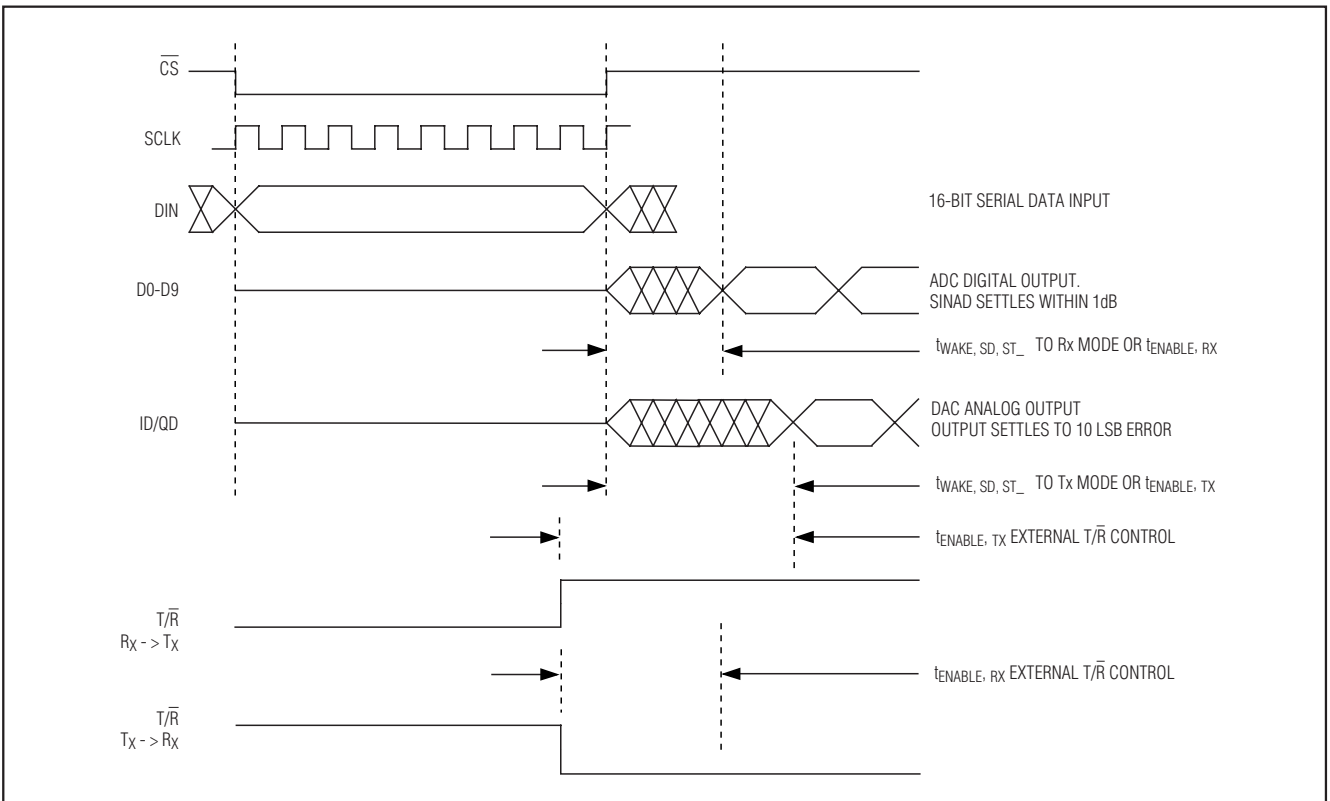 C̅S̅
SCLK
DIN
16-BIT SERIAL DATA INPUT
D0-D9
ADC DIGITAL OUTPUT.
SINAD SETTLES WITHIN 1dB
tWAKE, SD, ST_ TO Rx MODE OR tENABLE, RX
ID/QD
DAC ANALOG OUTPUT
OUTPUT SETTLES TO 10 LSB ERROR
tWAKE, SD, ST_ TO Tx MODE OR tENABLE, TX
tENABLE, TX EXTERNAL T/R̅ CONTROL
T/R̅
RX - > TX
tENABLE, RX EXTERNAL T/R̅ CONTROL
T/R̅
TX - > RX